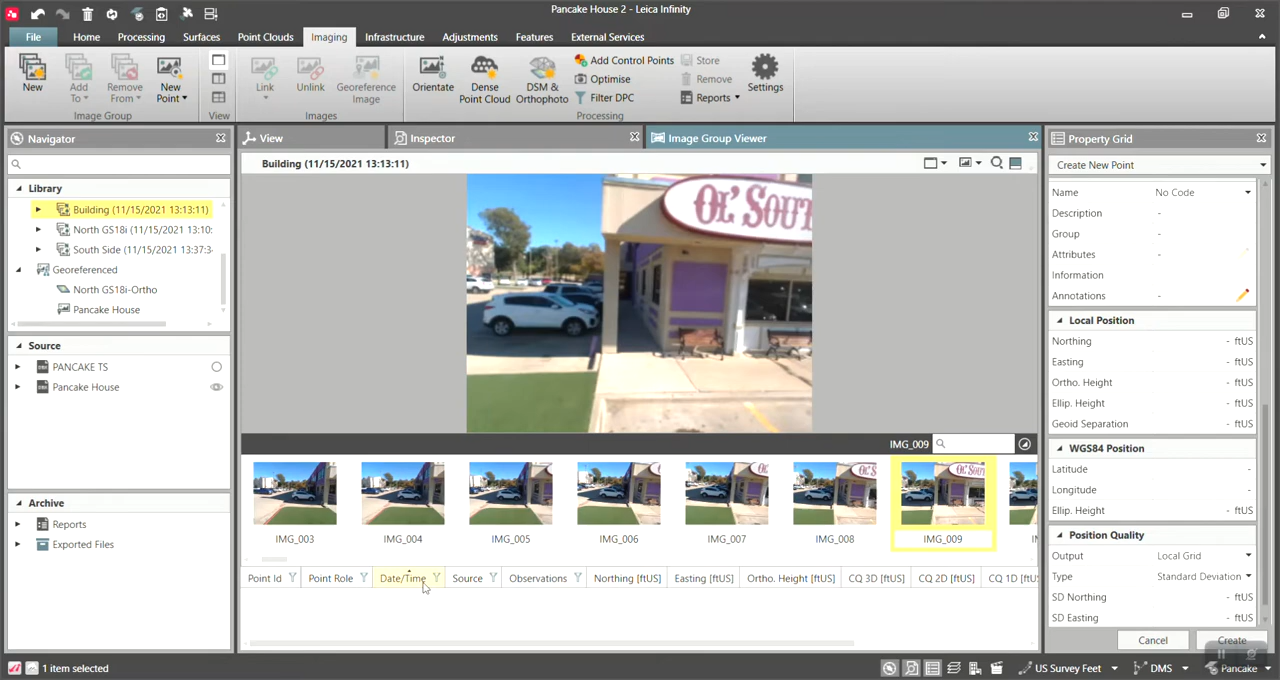 Pancake House 2 - Leica Infinity
File Home Processing Surfaces Point Clouds Imaging Infrastructure Adjustments Features External Services
New
Add To
Remove From
New Point
Image Group
View
Link
Unlink
Georeference Image
Images
Orientate
Dense Point Cloud
DSM & Orthophoto
Add Control Points
Optimise
Filter DPC
Store
Remove
Reports
Processing
Settings
Navigator
Library
Building (11/15/2021 13:13:11)
North GS18i (11/15/2021 13:10:
South Side (11/15/2021 13:37:3
Georeferenced
North GS18i-Ortho
Pancake House
Source
PANCAKE TS
Pancake House
Archive
Reports
Exported Files
View
Inspector
Image Group Viewer
Building (11/15/2021 13:13:11)
OL' SOUT
IMG_009
IMG_003 IMG_004 IMG_005 IMG_006 IMG_007 IMG_008 IMG_009
Point Id Point Role Date/Time Source Observations Northing [ftUS] Easting [ftUS] Ortho. Height [ftUS] CQ 3D [ftUS] CQ 2D [ftUS] CQ 1D [ftU
Property Grid
Create New Point
Name No Code
Description -
Group -
Attributes -
Information
Annotations -
Local Position
Northing - ftUS
Easting - ftUS
Ortho. Height - ftUS
Ellip. Height - ftUS
Geoid Separation - ftUS
WGS84 Position
Latitude -
Longitude -
Ellip. Height - ftUS
Position Quality
Output Local Grid
Type Standard Deviation
SD Northing - ftUS
SD Easting - ftUS
Cancel Create
1 item selected
US Survey Feet
DMS
Pancake